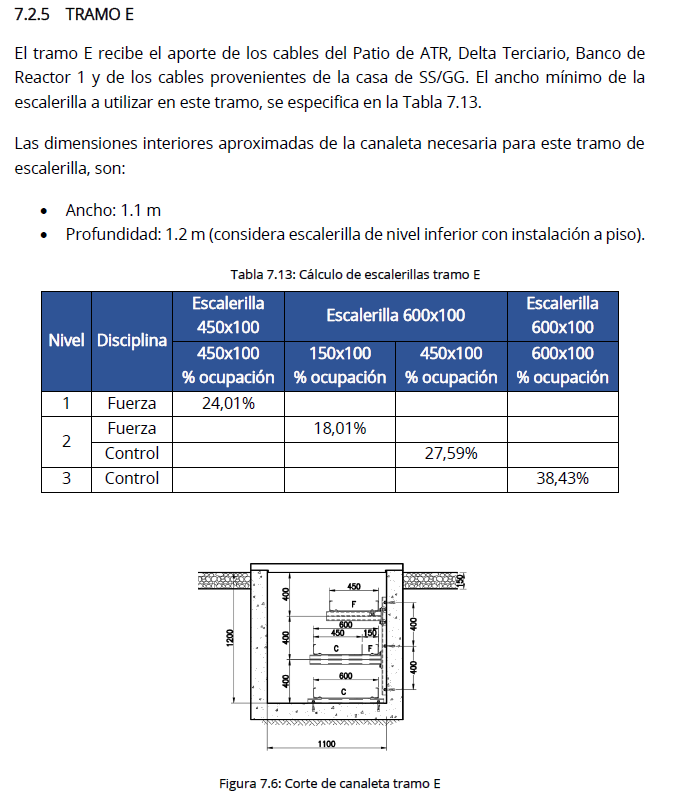 7.2.5 TRAMO E
El tramo E recibe el aporte de los cables del Patio de ATR, Delta Terciario, Banco de
Reactor 1 y de los cables provenientes de la casa de SS/GG. El ancho mínimo de la
escalerilla a utilizar en este tramo, se especifica en la Tabla 7.13.
Las dimensiones interiores aproximadas de la canaleta necesaria para este tramo de
escalerilla, son:
• Ancho: 1.1 m
• Profundidad: 1.2 m (considera escalerilla de nivel inferior con instalación a piso).
Tabla 7.13: Cálculo de escalerillas tramo E
Nivel Disciplina Escalerilla 450x100 Escalerilla 600x100 Escalerilla 600x100
450x100 % ocupación 150x100 % ocupación 450x100 % ocupación 600x100 % ocupación
1 Fuerza 24,01%
2 Fuerza 18,01%
Control 27,59%
3 Control 38,43%
150
450
400
F
1200
600
400
450 150
400
C F
600
400
400
C
1100
Figura 7.6: Corte de canaleta tramo E